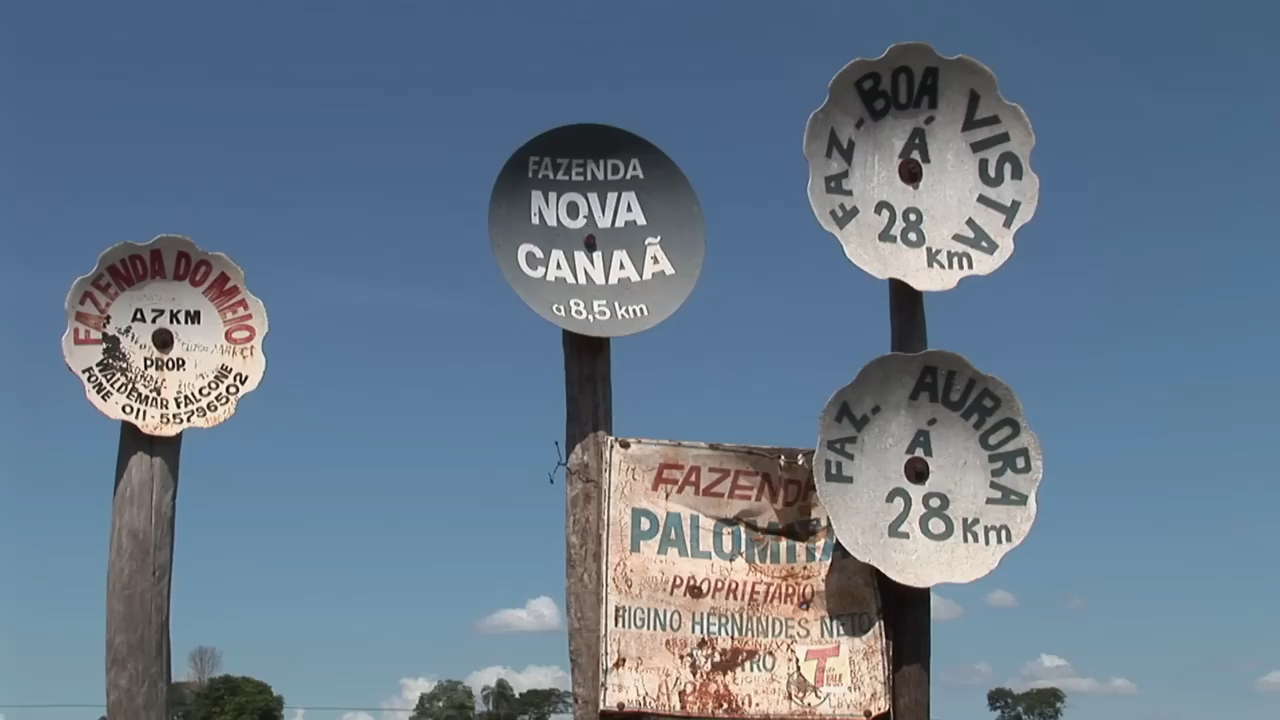 FAZENDA DO MEIO
A 7 KM
PROP.
WALDEMAR FALCONE
FONE - 011 - 55796502
FAZENDA
NOVA
CANAÃ
a 8,5 km
FAZ. BOA VISTA
Á
28 km
FAZ. AURORA
Á
28 Km
FAZENDA
PALOMITA
PROPRIETARIO
HIGINO HERNANDES NETO